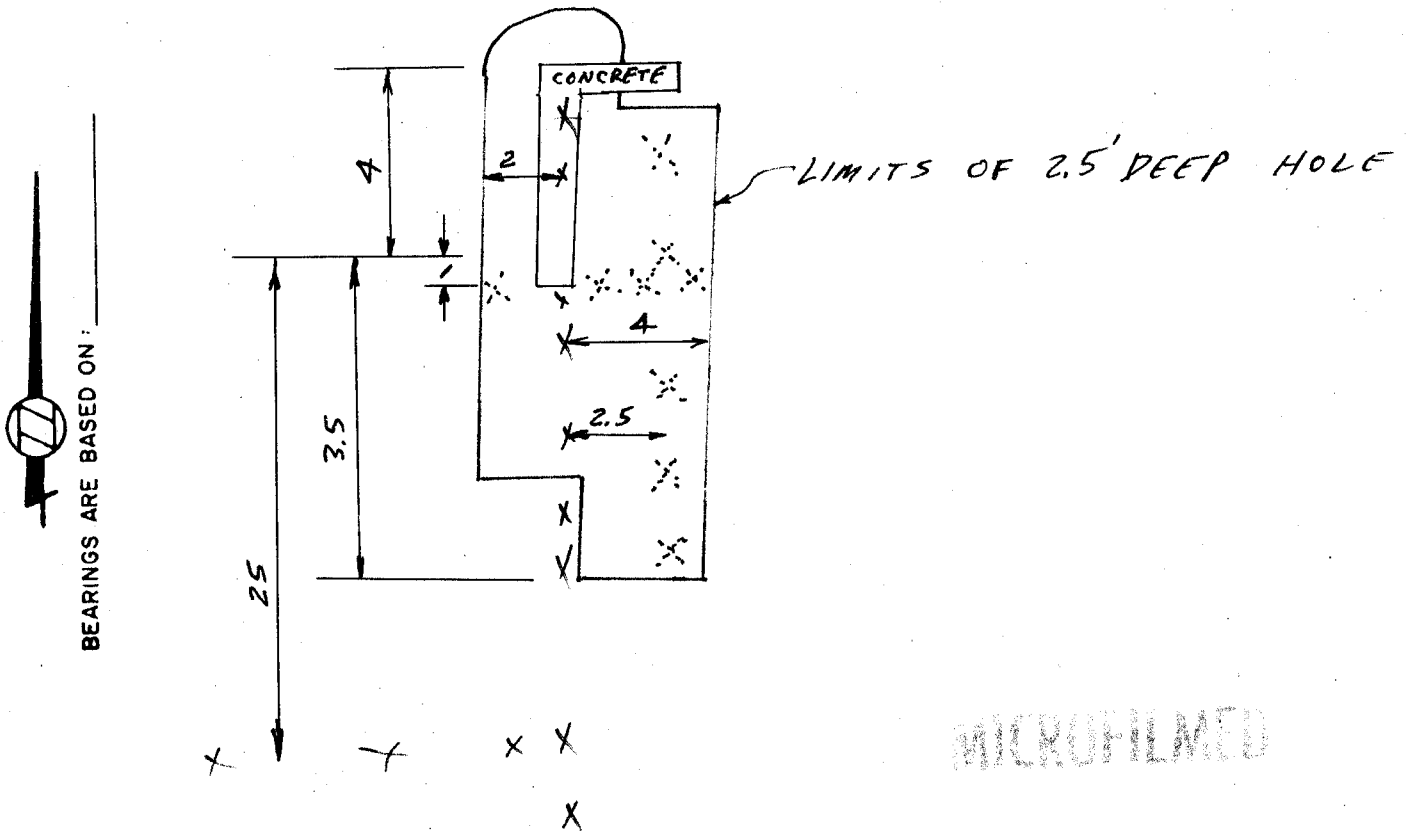 CONCRETE
4
2
LIMITS OF 2.5' DEEP HOLE
1
4
3.5
2.5
25
BEARINGS ARE BASED ON:
MICROFILMED